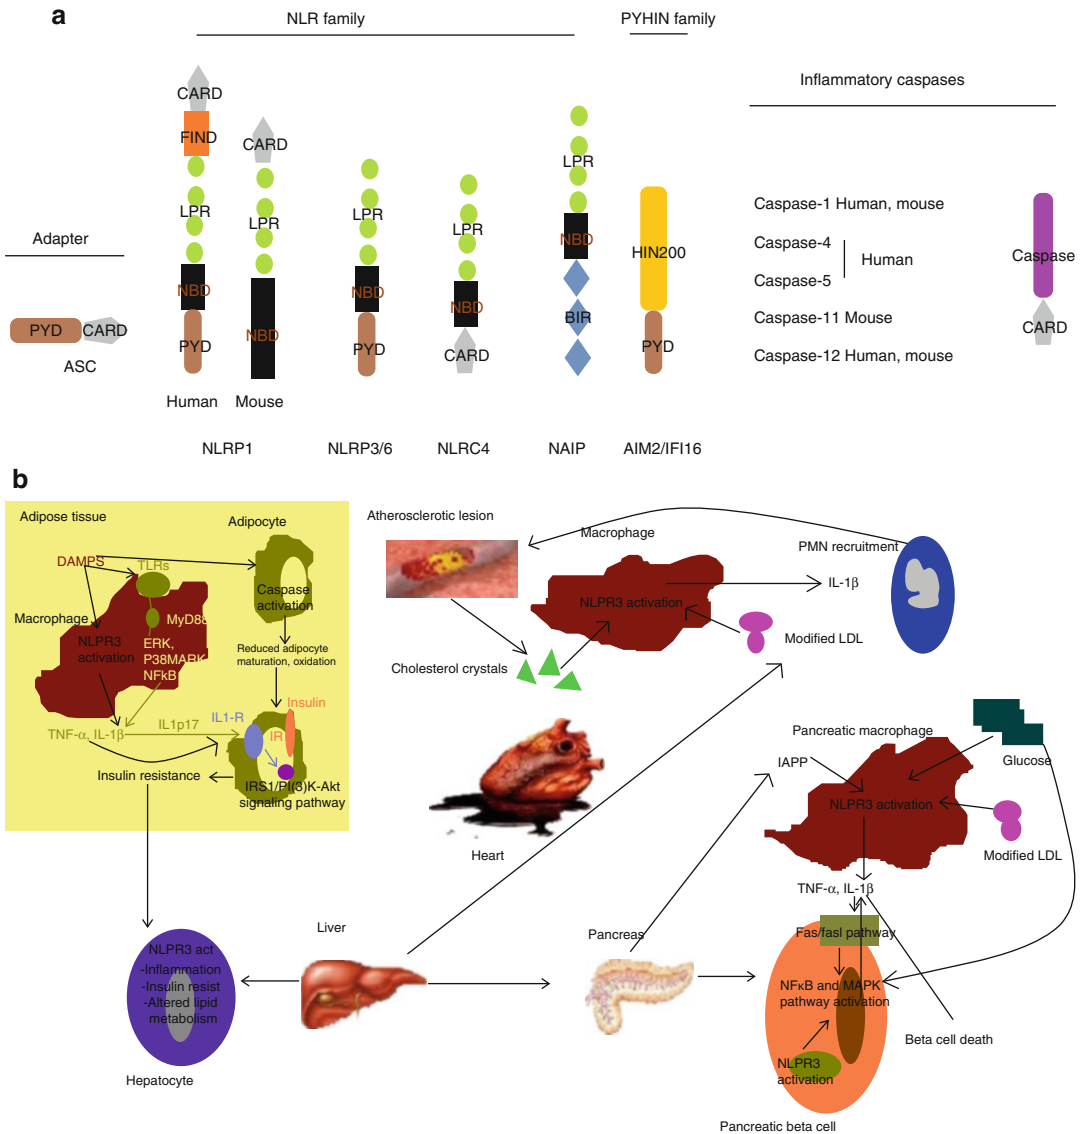 a
NLR family
PYHIN family
Inflammatory caspases
CARD
FIND
LPR
NBD
PYD
Human
CARD
LPR
NBD
Mouse
NLRP1
LPR
NBD
PYD
NLRP3/6
LPR
NBD
CARD
NLRC4
LPR
NBD
BIR
NAIP
HIN200
PYD
AIM2/IFI16
Adapter
PYD
CARD
ASC
Caspase-1 Human, mouse
Caspase-4
Human
Caspase-5
Caspase-11 Mouse
Caspase-12 Human, mouse
Caspase
CARD
b
Adipose tissue
Adipocyte
DAMPS
TLRs
Caspase
activation
Macrophage
MyD88
NLPR3
activation
ERK,
P38MARK
NFkB
Reduced adipocyte
maturation, oxidation
Insulin
IL1-R
IL1p17
IR
TNF-α, IL-1β
Insulin resistance
IRS1/PI(3)K-Akt
signaling pathway
Atherosclerotic lesion
Macrophage
PMN recruitment
NLPR3 activation
IL-1β
Modified LDL
Cholesterol crystals
Heart
Pancreatic macrophage
IAPP
Glucose
NLPR3 activation
Modified LDL
TNF-α, IL-1β
Liver
Pancreas
Fas/fasl pathway
NFκB and MAPK
pathway activation
Beta cell death
NLPR3
activation
Pancreatic beta cell
NLPR3 act
-Inflammation
-Insulin resist
-Altered lipid
metabolism
Hepatocyte